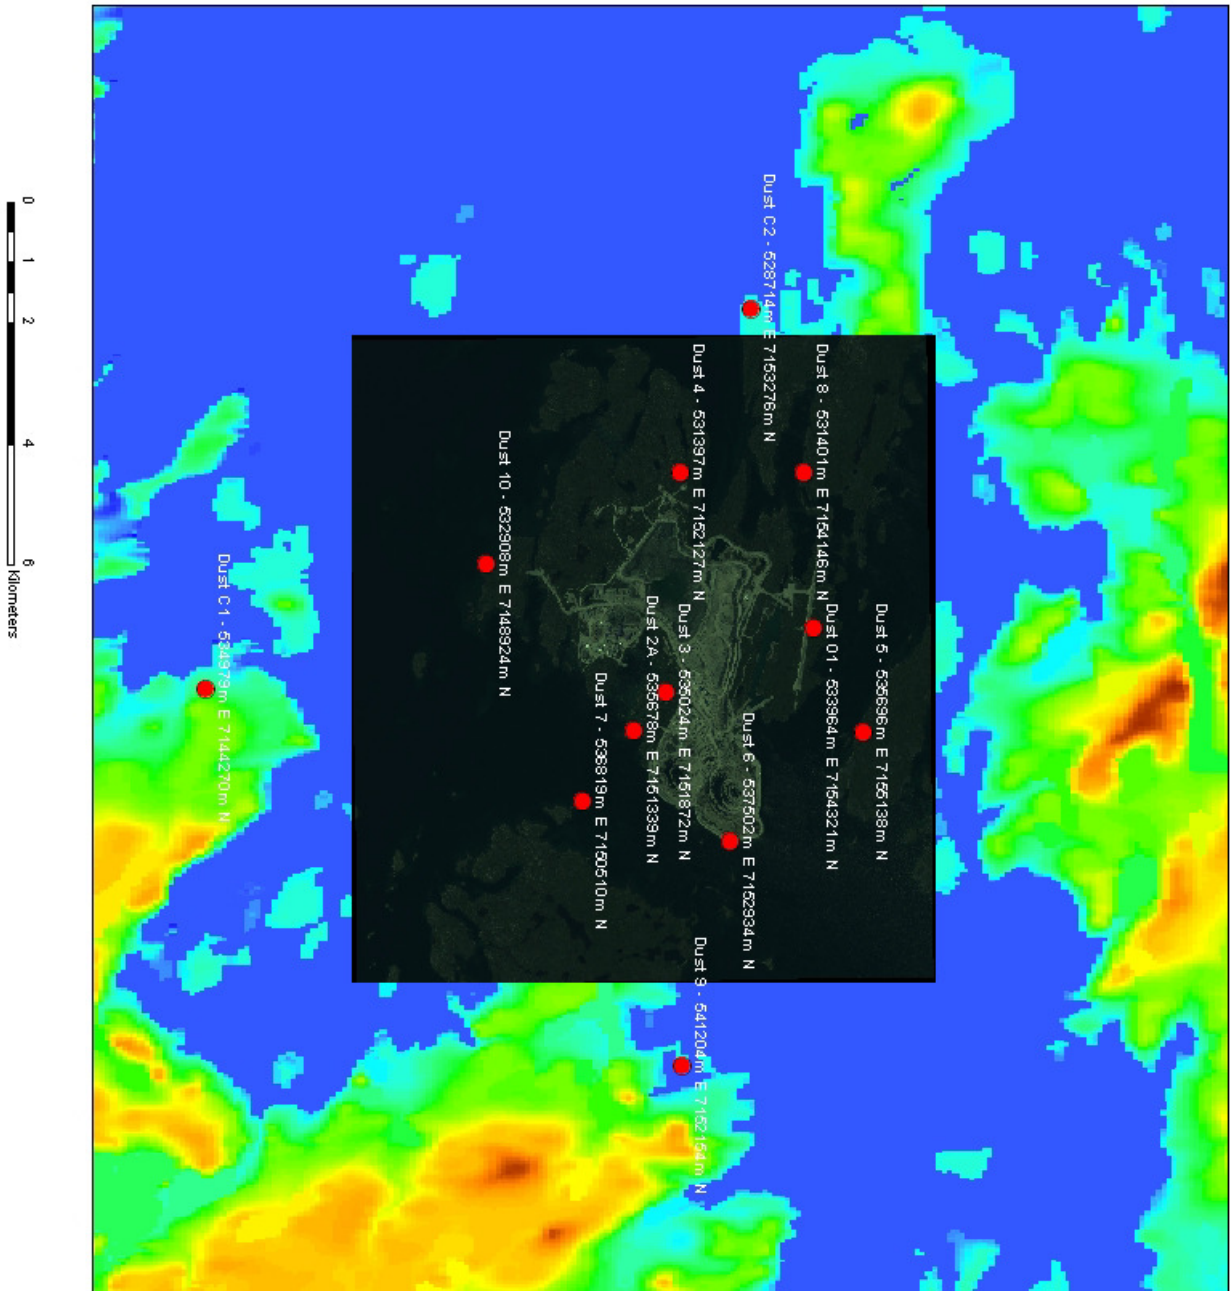 Dust 5 - 535696m E 7155138m N
Dust 01 - 533964m E 7154321m N
Dust 8 - 531401m E 7154146m N
Dust C2 - 528714m E 7153276m N
Dust 6 - 537502m E 7152934m N
Dust 9 - 541204m E 7152154m N
Dust 4 - 531397m E 7152127m N
Dust 3 - 535024m E 7151872m N
Dust 2A - 535678m E 7151339m N
Dust 7 - 536819m E 7150510m N
Dust 10 - 532908m E 7148924m N
Dust C1 - 534979m E 7144270m N
0 1 2 4 6
Kilometers